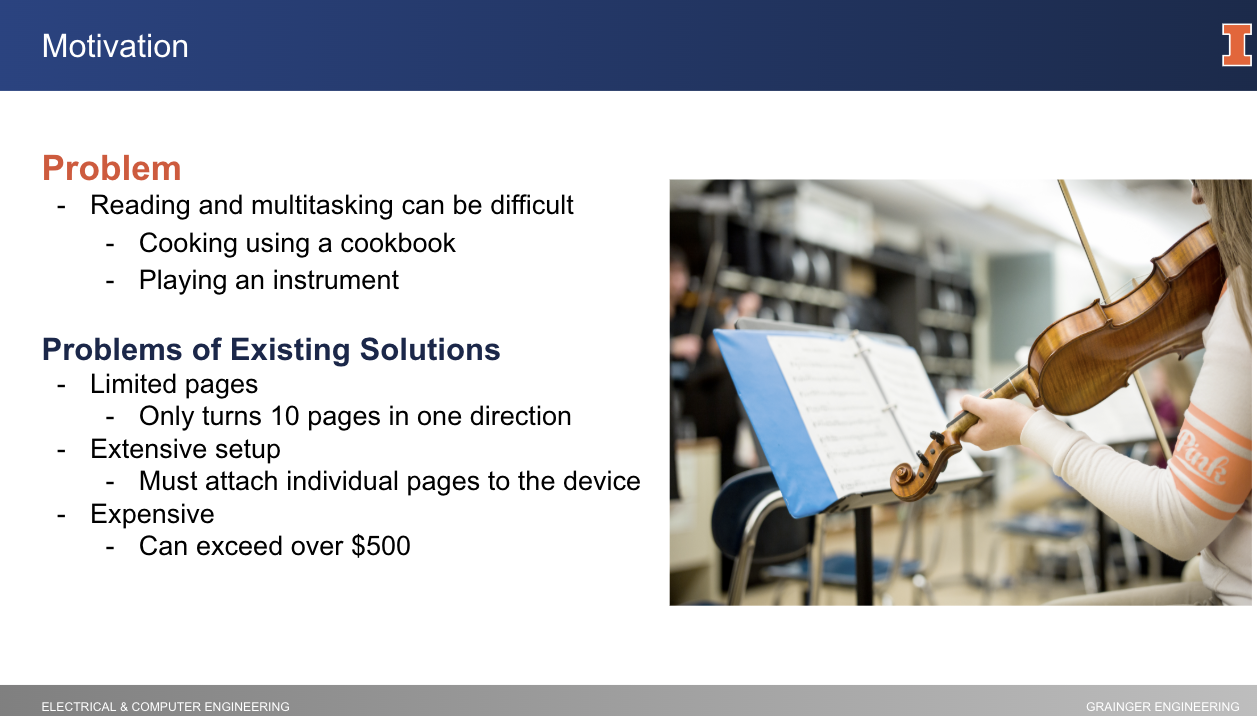 Motivation
I
Problem
- Reading and multitasking can be difficult
- Cooking using a cookbook
- Playing an instrument
Problems of Existing Solutions
- Limited pages
- Only turns 10 pages in one direction
- Extensive setup
- Must attach individual pages to the device
- Expensive
- Can exceed over $500
Pink
ELECTRICAL & COMPUTER ENGINEERING
GRAINGER ENGINEERING